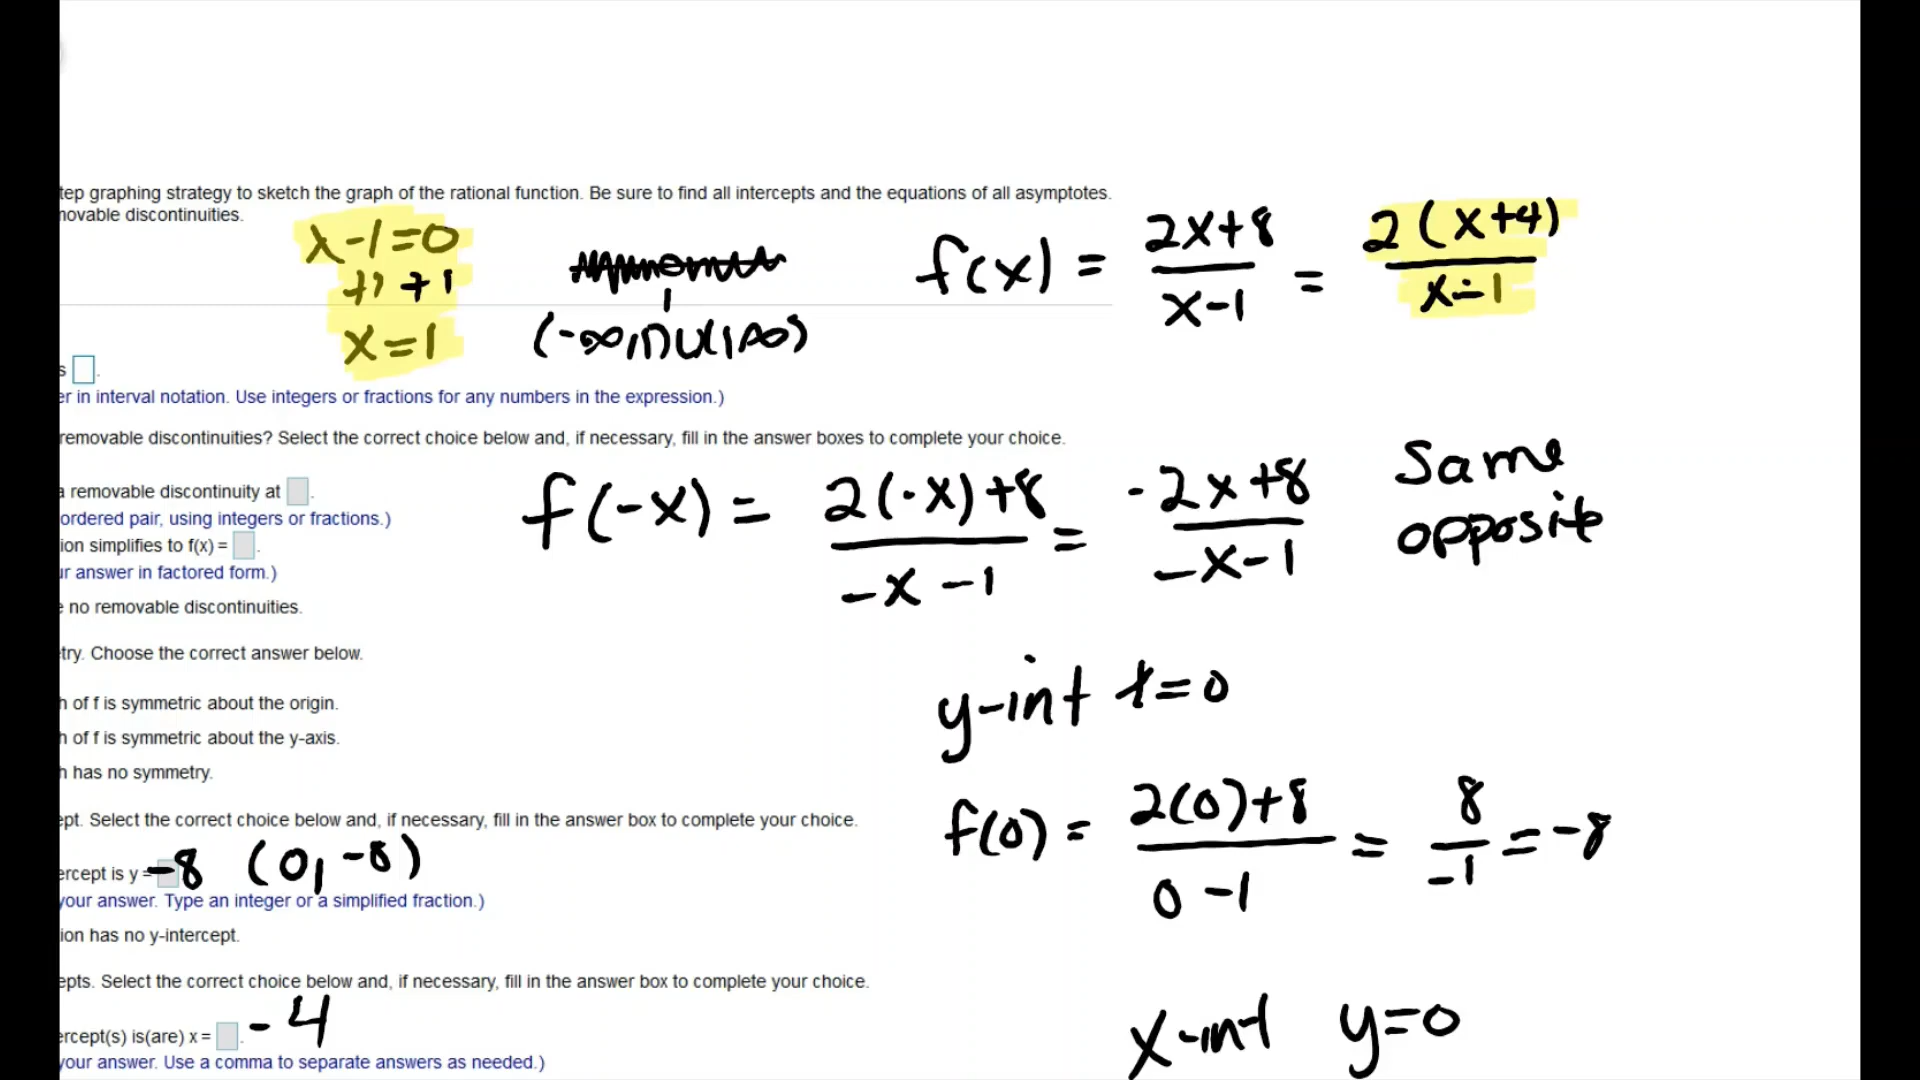 tep graphing strategy to sketch the graph of the rational function. Be sure to find all intercepts and the equations of all asymptotes.
movable discontinuities.
x-1=0
+1 +1
x=1
(-∞,1)∪(1,∞)
f(x) = 2x+8/x-1 = 2(x+4)/x-1
s .
er in interval notation. Use integers or fractions for any numbers in the expression.)
removable discontinuities? Select the correct choice below and, if necessary, fill in the answer boxes to complete your choice.
a removable discontinuity at .
ordered pair, using integers or fractions.)
ion simplifies to f(x) = .
ur answer in factored form.)
e no removable discontinuities.
f(-x) = 2(-x)+8/-x-1 = -2x+8/-x-1
Same
opposite
etry. Choose the correct answer below.
h of f is symmetric about the origin.
h of f is symmetric about the y-axis.
h has no symmetry.
y-int x=0
f(0) = 2(0)+8/0-1 = 8/-1 = -8
ept. Select the correct choice below and, if necessary, fill in the answer box to complete your choice.
ercept is y = -8 (0,-8)
your answer. Type an integer or a simplified fraction.)
ion has no y-intercept.
epts. Select the correct choice below and, if necessary, fill in the answer box to complete your choice.
ercept(s) is(are) x = . -4
your answer. Use a comma to separate answers as needed.)
x-int y=0